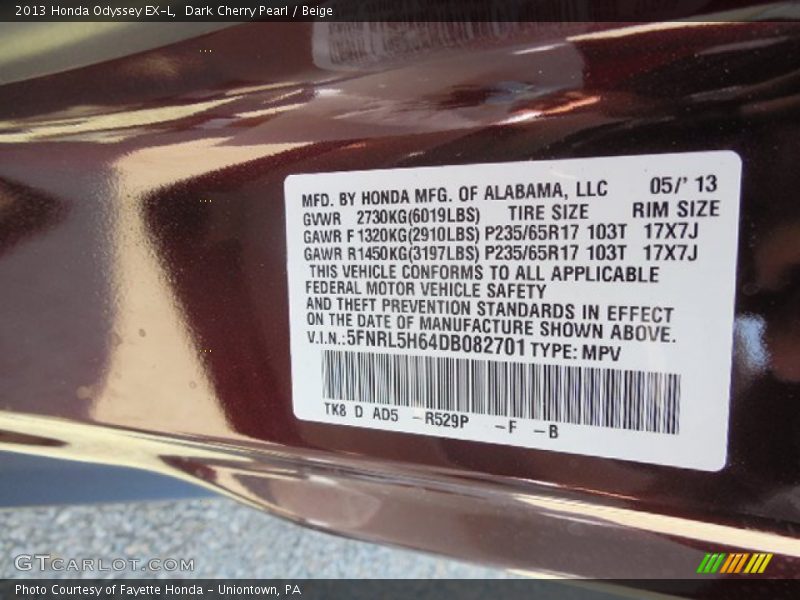 2013 Honda Odyssey EX-L, Dark Cherry Pearl / Beige
MFD. BY HONDA MFG. OF ALABAMA, LLC 05/' 13
GVWR 2730KG(6019LBS) TIRE SIZE RIM SIZE
GAWR F 1320KG(2910LBS) P235/65R17 103T 17X7J
GAWR R1450KG(3197LBS) P235/65R17 103T 17X7J
THIS VEHICLE CONFORMS TO ALL APPLICABLE
FEDERAL MOTOR VEHICLE SAFETY
AND THEFT PREVENTION STANDARDS IN EFFECT
ON THE DATE OF MANUFACTURE SHOWN ABOVE.
V.I.N.:5FNRL5H64DB082701 TYPE: MPV
TK8 D AD5 -R529P -F -B
GTCARLOT.COM
Photo Courtesy of Fayette Honda - Uniontown, PA